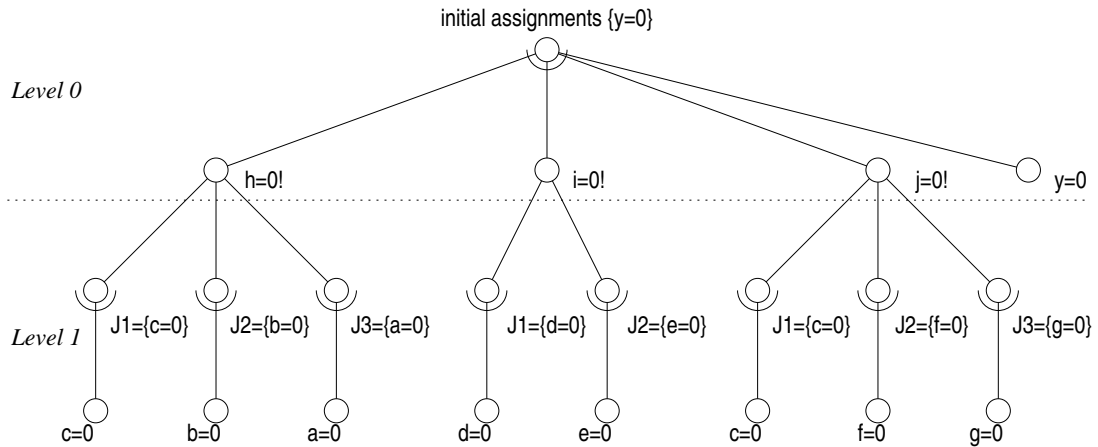 initial assignments {y=0}
Level 0
h=0!
i=0!
j=0!
y=0
J1={c=0}
J2={b=0}
J3={a=0}
J1={d=0}
J2={e=0}
J1={c=0}
J2={f=0}
J3={g=0}
Level 1
c=0
b=0
a=0
d=0
e=0
c=0
f=0
g=0